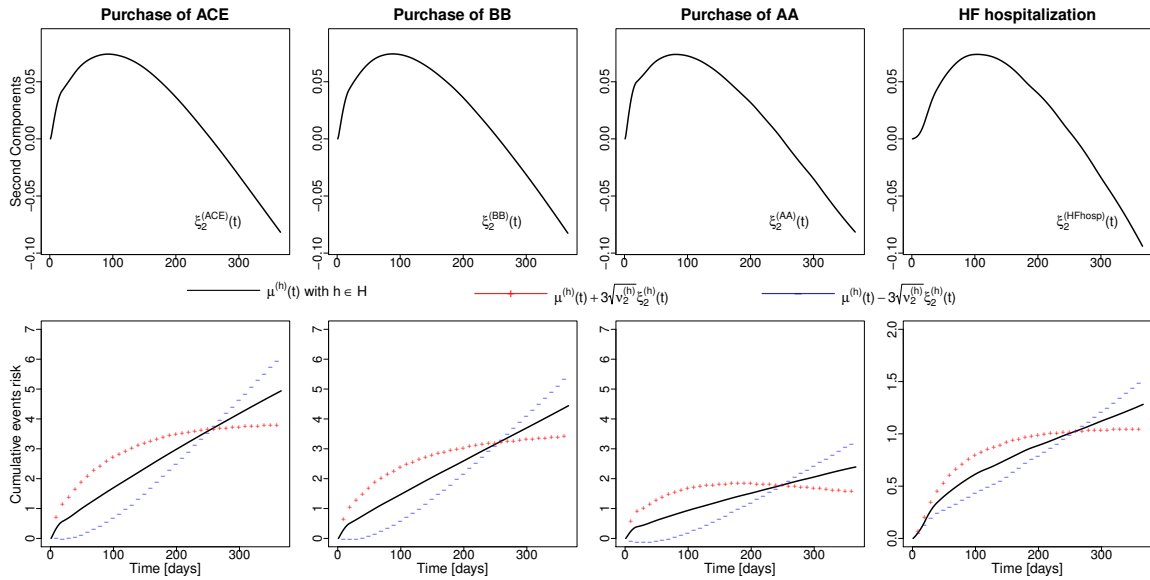 Purchase of ACE
Purchase of BB
Purchase of AA
HF hospitalization
Second Components
0.05
0.00
−0.05
−0.10
ξ₂^(ACE)(t)
0 100 200 300
0.05
0.00
−0.05
−0.10
ξ₂^(BB)(t)
0 100 200 300
0.05
0.00
−0.05
−0.10
ξ₂^(AA)(t)
0 100 200 300
0.05
0.00
−0.05
−0.10
ξ₂^(HFhosp)(t)
0 100 200 300
μ^(h)(t) with h ∈ H
μ^(h)(t) + 3√ν₂^(h) ξ₂^(h)(t)
μ^(h)(t) − 3√ν₂^(h) ξ₂^(h)(t)
Cumulative events risk
7
6
5
4
3
2
1
0
0 100 200 300
Time [days]
7
6
5
4
3
2
1
0
0 100 200 300
Time [days]
7
6
5
4
3
2
1
0
0 100 200 300
Time [days]
2.0
1.5
1.0
0.5
0.0
0 100 200 300
Time [days]